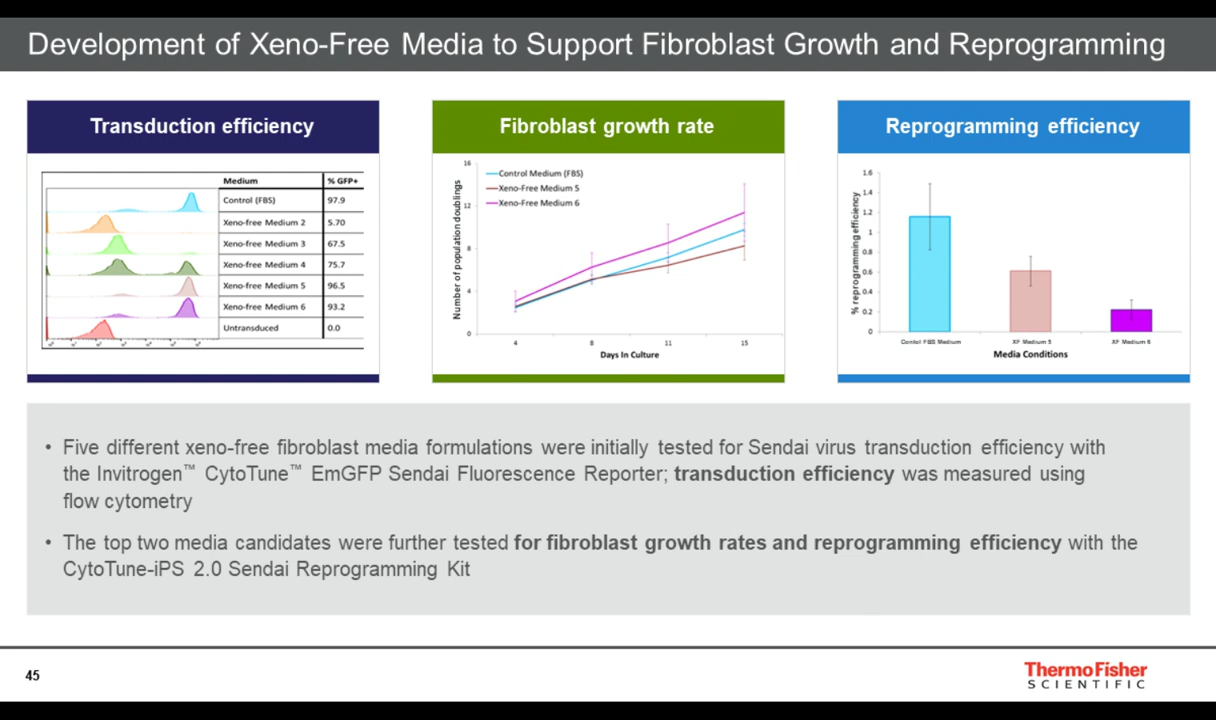 Development of Xeno-Free Media to Support Fibroblast Growth and Reprogramming
Transduction efficiency
Medium % GFP+
Control (FBS) 97.9
Xeno-free Medium 2 5.70
Xeno-free Medium 3 67.5
Xeno-free Medium 4 75.7
Xeno-free Medium 5 96.5
Xeno-free Medium 6 93.2
Untransduced 0.0
Fibroblast growth rate
Number of population doublings
16
12
8
4
0
Control Medium (FBS)
Xeno-Free Medium 5
Xeno-Free Medium 6
4 8 11 15
Days In Culture
Reprogramming efficiency
% reprogramming efficiency
1.6
1.4
1.2
1
0.8
0.6
0.4
0.2
0
Contol FBS Medium XF Medium 5 XF Medium 6
Media Conditions
• Five different xeno-free fibroblast media formulations were initially tested for Sendai virus transduction efficiency with
the Invitrogen™ CytoTune™ EmGFP Sendai Fluorescence Reporter; transduction efficiency was measured using
flow cytometry
• The top two media candidates were further tested for fibroblast growth rates and reprogramming efficiency with the
CytoTune-iPS 2.0 Sendai Reprogramming Kit
45
ThermoFisher
SCIENTIFIC